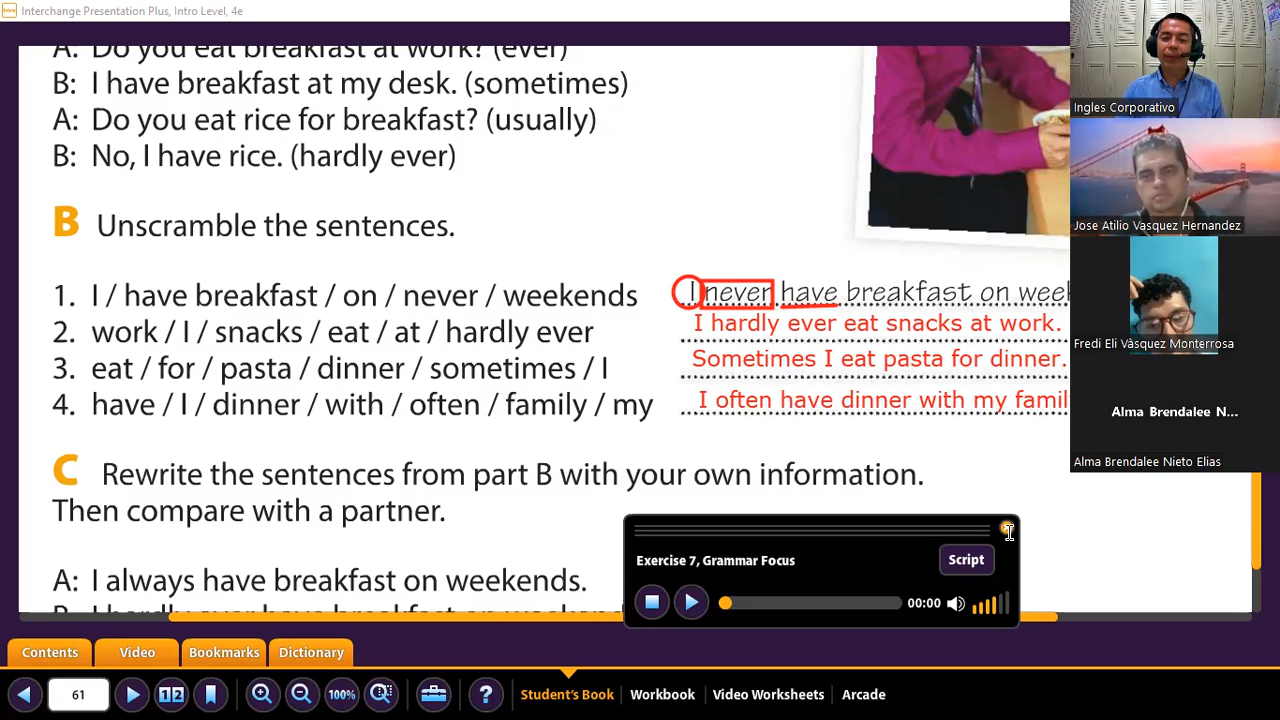 Interchange Presentation Plus, Intro Level, 4e
A: Do you eat breakfast at work? (ever)
B: I have breakfast at my desk. (sometimes)
A: Do you eat rice for breakfast? (usually)
B: No, I have rice. (hardly ever)
B Unscramble the sentences.
1. I / have breakfast / on / never / weekends
I never have breakfast on week
2. work / I / snacks / eat / at / hardly ever
I hardly ever eat snacks at work.
3. eat / for / pasta / dinner / sometimes / I
Sometimes I eat pasta for dinner.
4. have / I / dinner / with / often / family / my
I often have dinner with my famil
C Rewrite the sentences from part B with your own information.
Then compare with a partner.
A: I always have breakfast on weekends.
Exercise 7, Grammar Focus
Script
00:00
Ingles Corporativo
Jose Atilio Vasquez Hernandez
Fredi Eli Vàsquez Monterrosa
Alma Brendalee N...
Alma Brendalee Nieto Elias
Contents Video Bookmarks Dictionary
61 1 2 100% ? Student's Book Workbook Video Worksheets Arcade